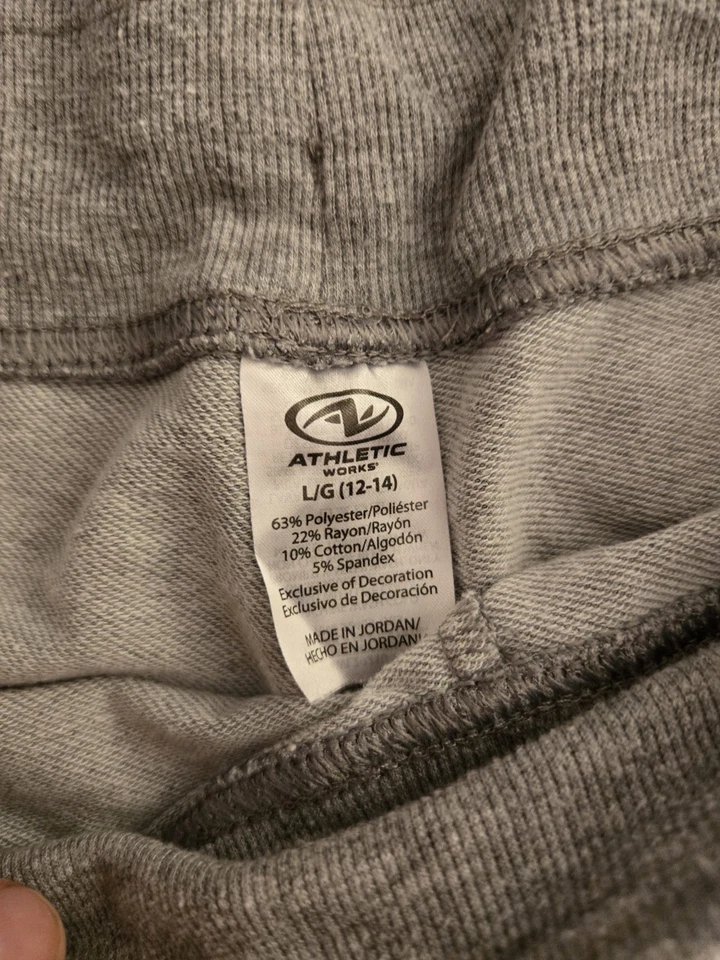 ATHLETIC
WORKS
L/G (12-14)
63% Polyester/Poliéster
22% Rayon/Rayón
10% Cotton/Algodón
5% Spandex
Exclusive of Decoration
Exclusivo de Decoración
MADE IN JORDAN/
HECHO EN JORDAN